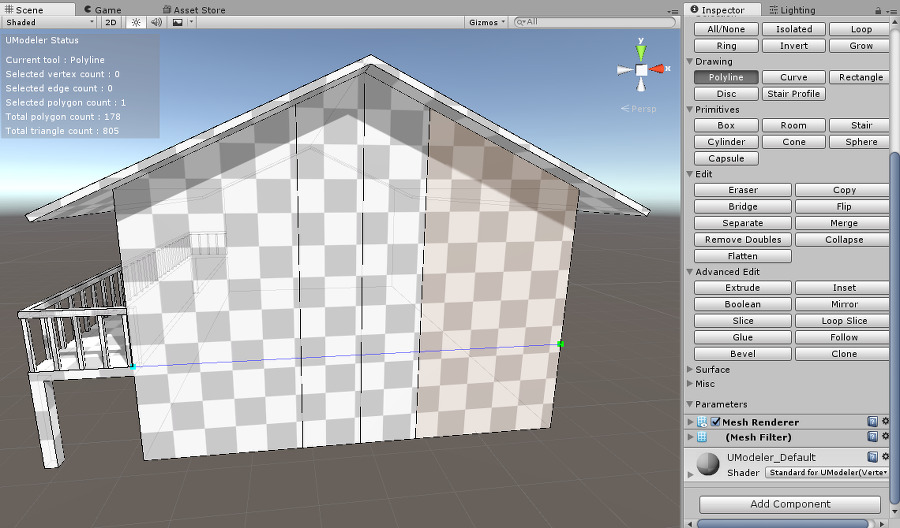 Scene
Game
Asset Store
Inspector
Lighting
Shaded
2D
Gizmos
All
UModeler Status
Current tool : Polyline
Selected vertex count : 0
Selected edge count : 0
Selected polygon count : 1
Total polygon count : 178
Total triangle count : 805
y
x
Persp
All/None
Isolated
Loop
Ring
Invert
Grow
Drawing
Polyline
Curve
Rectangle
Disc
Stair Profile
Primitives
Box
Room
Stair
Cylinder
Cone
Sphere
Capsule
Edit
Eraser
Copy
Bridge
Flip
Separate
Merge
Remove Doubles
Collapse
Flatten
Advanced Edit
Extrude
Inset
Boolean
Mirror
Slice
Loop Slice
Glue
Follow
Bevel
Clone
Surface
Misc
Parameters
Mesh Renderer
(Mesh Filter)
UModeler_Default
Shader
Standard for UModeler(Verte
Add Component